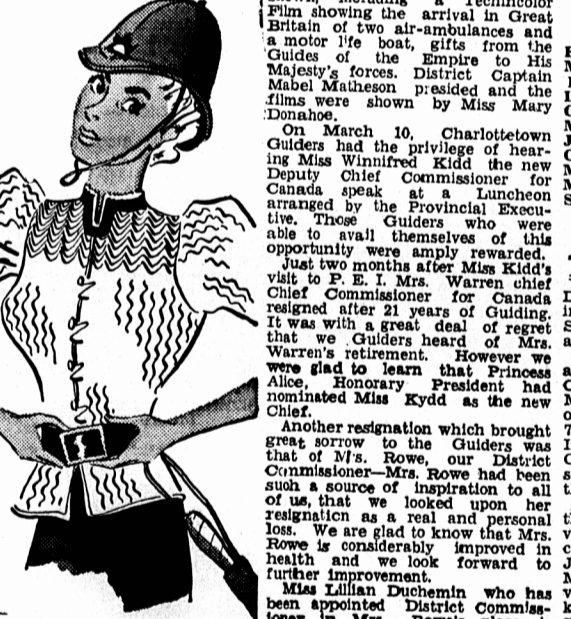 shown, including a Technicolor
Film showing the arrival in Great
Britain of two air-ambulances and
a motor life boat, gifts from the
Guides of the Empire to His
Majesty's forces. District Captain
Mabel Matheson presided and the
films were shown by Miss Mary
Donahoe.
On March 10, Charlottetown
Guiders had the privilege of hear-
ing Miss Winnifred Kidd the new
Deputy Chief Commissioner for
Canada speak at a Luncheon
arranged by the Provincial Execu-
tive. Those Guiders who were
able to avail themselves of this
opportunity were amply rewarded.
Just two months after Miss Kidd's
visit to P. E. I. Mrs. Warren chief
Chief Commissioner for Canada
resigned after 21 years of Guiding.
It was with a great deal of regret
that we Guiders heard of Mrs.
Warren's retirement. However we
were glad to learn that Princess
Alice, Honorary President had
nominated Miss Kydd as the new
Chief.
Another resignation which brought
great sorrow to the Guiders was
that of Mrs. Rowe, our District
Commissioner—Mrs. Rowe had been
such a source of inspiration to all
of us, that we looked upon her
resignation as a real and personal
loss. We are glad to know that Mrs.
Rowe is considerably improved in
health and we look forward to
further improvement.
Miss Lillian Duchemin who has
been appointed District Commiss-